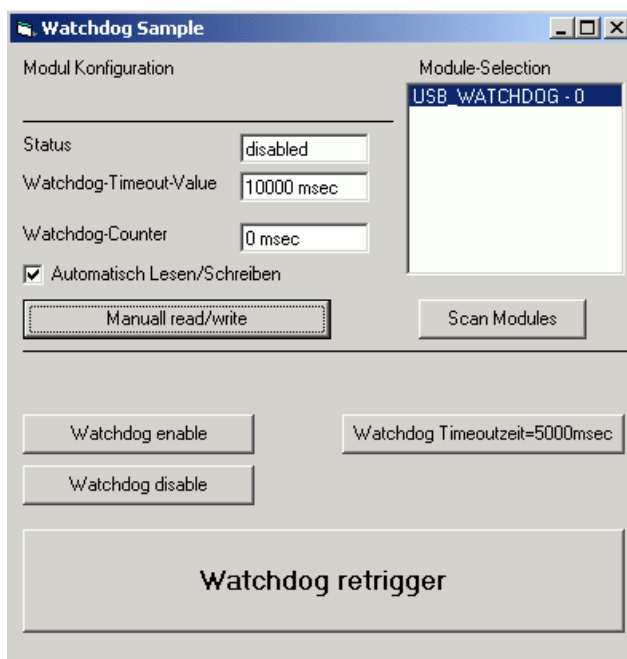 Watchdog Sample
Modul Konfiguration
Module-Selection
USB_WATCHDOG - 0
Status
disabled
Watchdog-Timeout-Value
10000 msec
Watchdog-Counter
0 msec
Automatisch Lesen/Schreiben
Manuall read/write
Scan Modules
Watchdog enable
Watchdog Timeoutzeit=5000msec
Watchdog disable
Watchdog retrigger